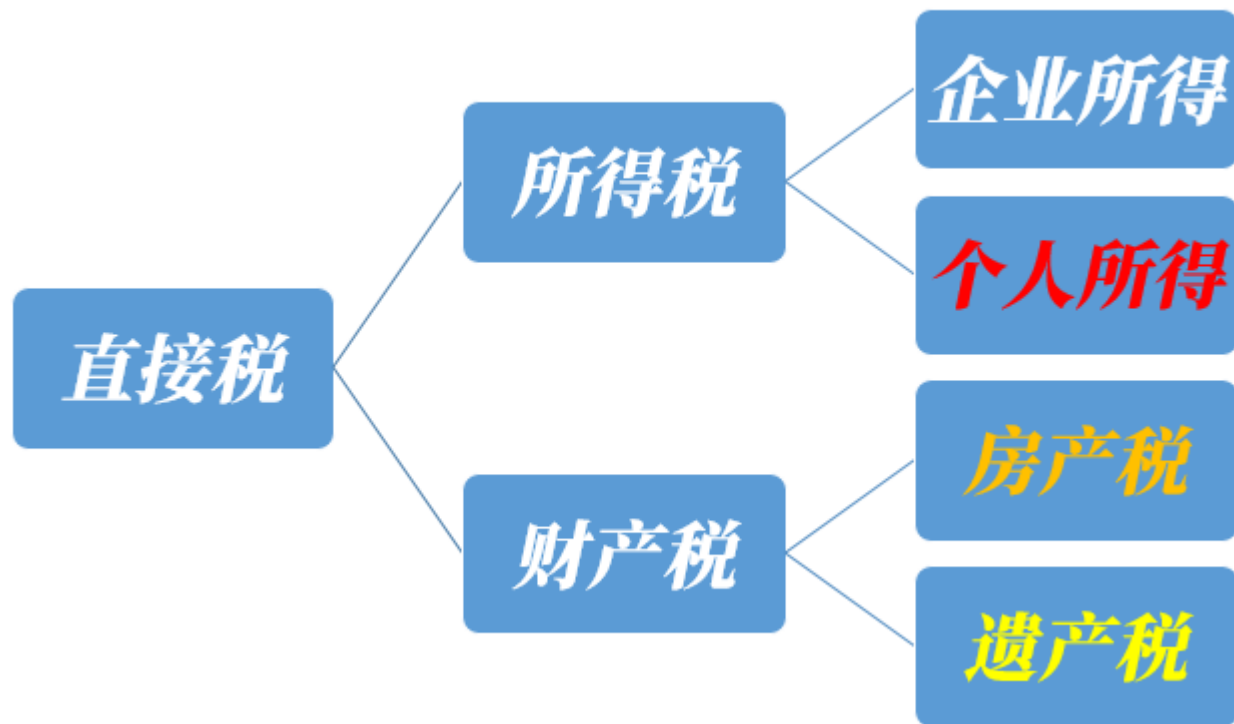 直接税
所得税
企业所得
个人所得
财产税
房产税
遗产税